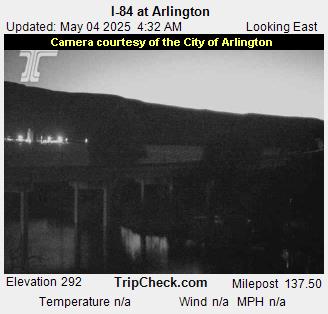 I-84 at Arlington
Updated: May 04 2025 4:32 AM Looking East
Camera courtesy of the City of Arlington
Elevation 292 TripCheck.com Milepost 137.50
Temperature n/a Wind n/a MPH n/a